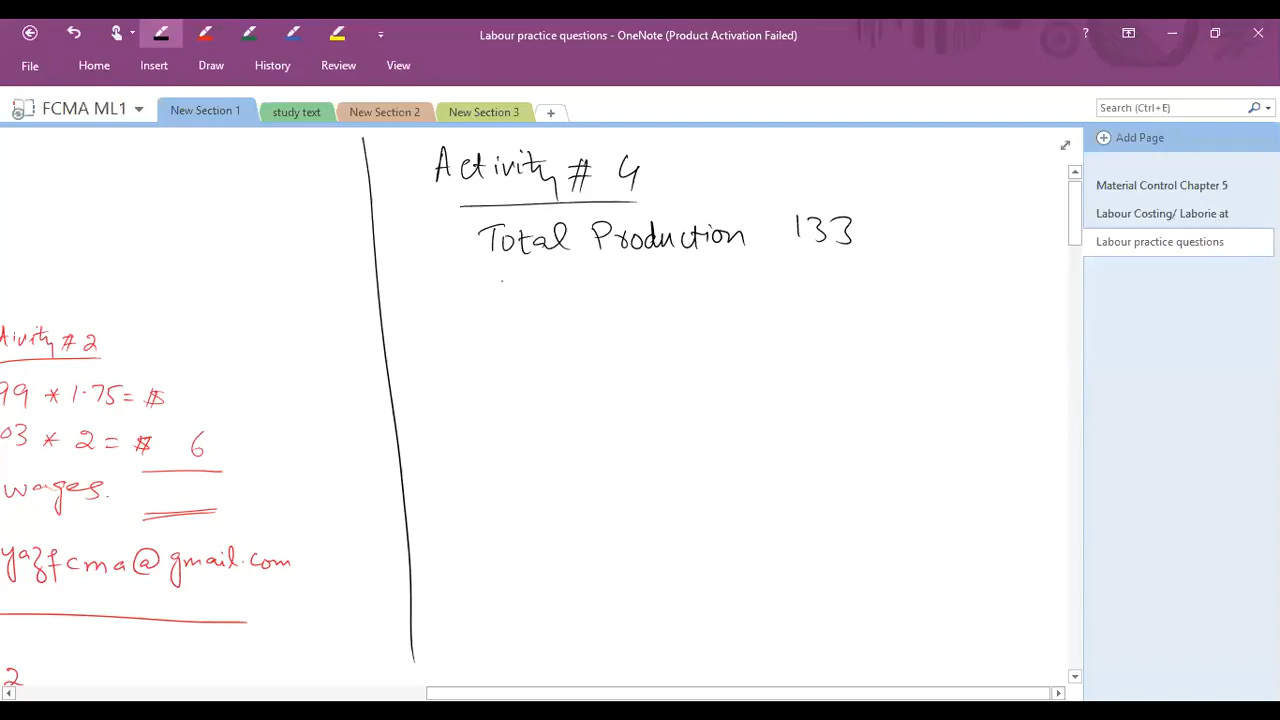 Labour practice questions - OneNote (Product Activation Failed)
?
File Home Insert Draw History Review View
FCMA ML1
New Section 1
study text
New Section 2
New Section 3
Search (Ctrl+E)
Add Page
Material Control Chapter 5
Labour Costing/ Laborie at
Labour practice questions
Activity # 4
Total Production 133
tivity # 2
99 * 1.75 = $
03 * 2 = $ 6
wages.
yazfcma@gmail.com
2